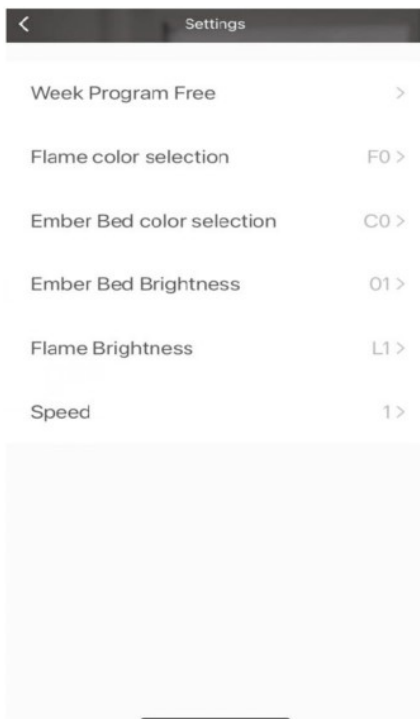 Settings
Week Program Free >
Flame color selection F0 >
Ember Bed color selection C0 >
Ember Bed Brightness O1 >
Flame Brightness L1 >
Speed 1 >